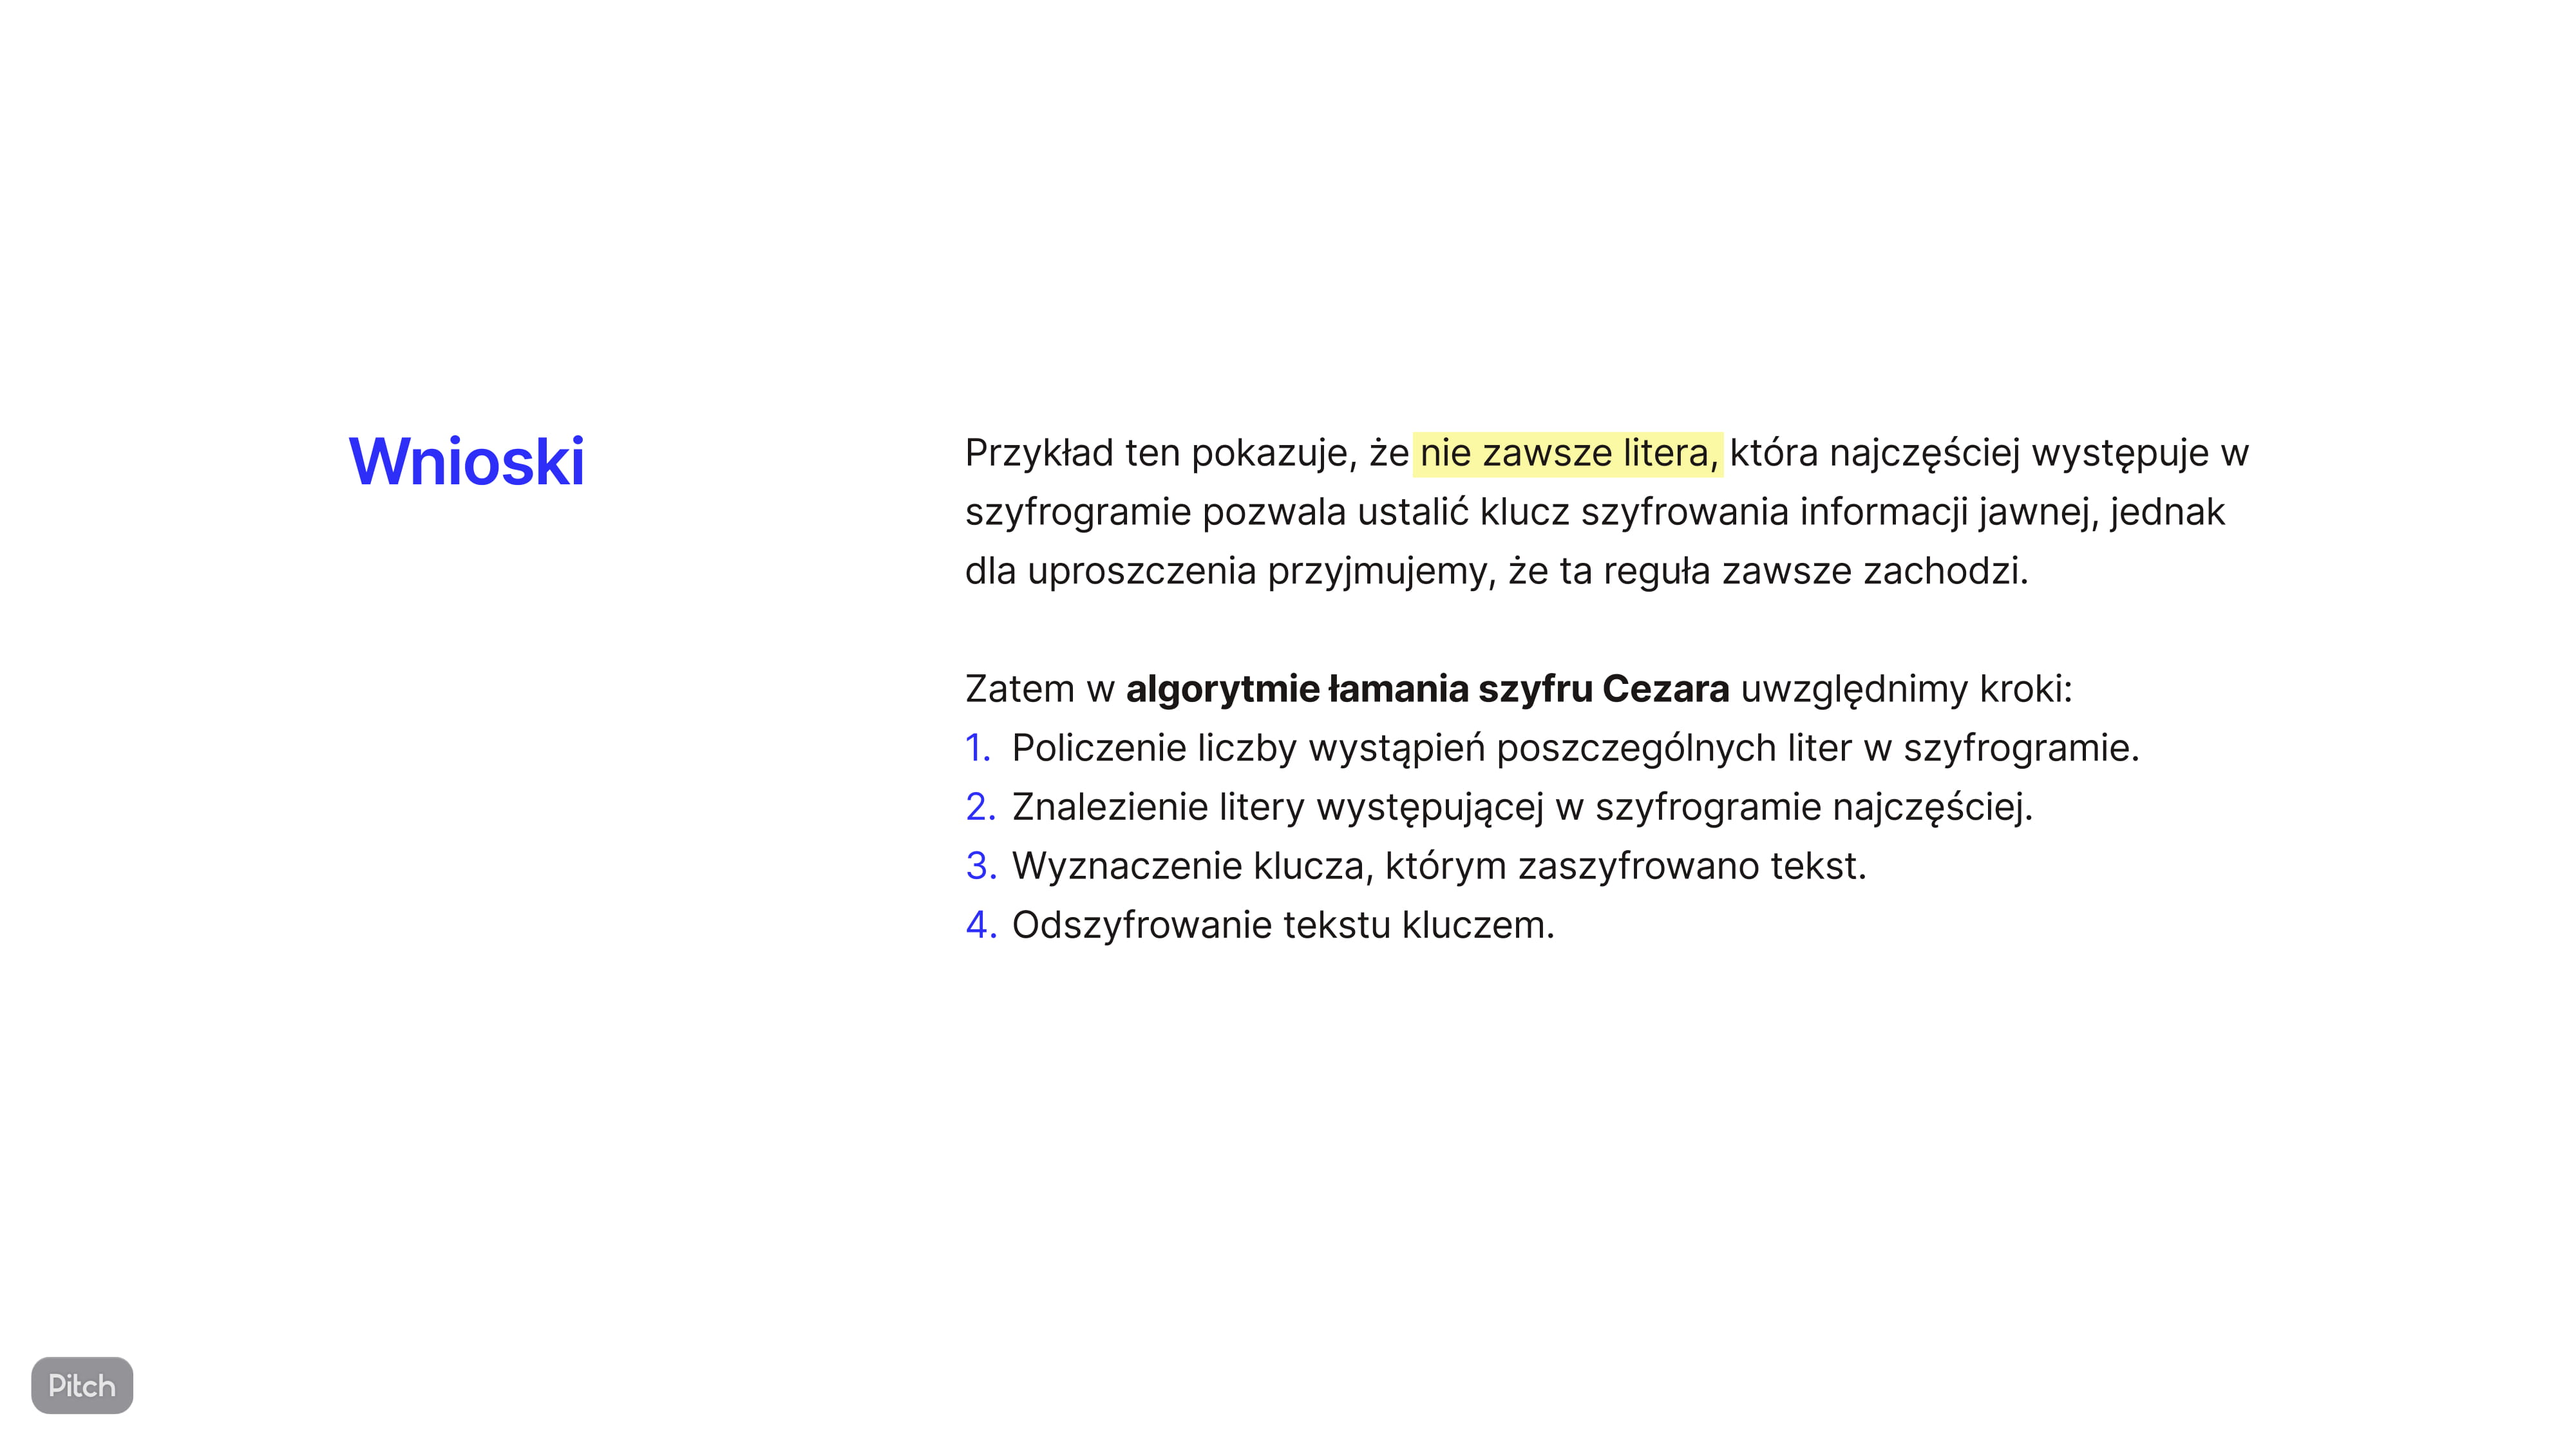 Wnioski
Przykład ten pokazuje, że nie zawsze litera, która najczęściej występuje w
szyfrogramie pozwala ustalić klucz szyfrowania informacji jawnej, jednak
dla uproszczenia przyjmujemy, że ta reguła zawsze zachodzi.
Zatem w algorytmie łamania szyfru Cezara uwzględnimy kroki:
1. Policzenie liczby wystąpień poszczególnych liter w szyfrogramie.
2. Znalezienie litery występującej w szyfrogramie najczęściej.
3. Wyznaczenie klucza, którym zaszyfrowano tekst.
4. Odszyfrowanie tekstu kluczem.
Pitch